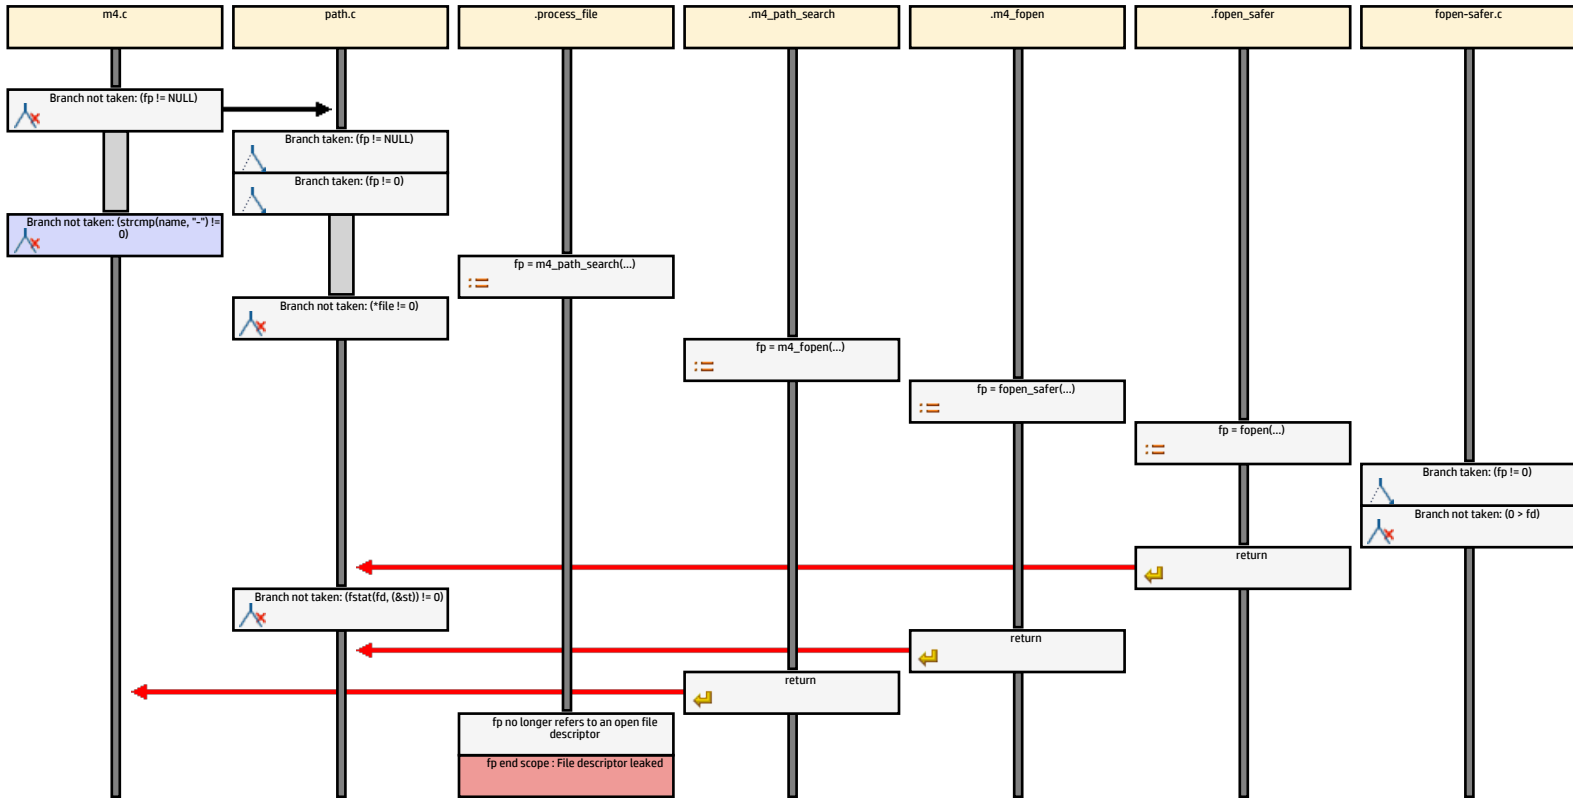 m4.c
path.c
.process_file
.m4_path_search
.m4_fopen
.fopen_safer
fopen-safer.c
Branch not taken: (fp != NULL)
Branch taken: (fp != NULL)
Branch taken: (fp != 0)
Branch not taken: (strcmp(name, "-") !=
0)
fp = m4_path_search(...)
:=
Branch not taken: (*file != 0)
fp = m4_fopen(...)
:=
fp = fopen_safer(...)
:=
fp = fopen(...)
:=
Branch taken: (fp != 0)
Branch not taken: (0 > fd)
return
Branch not taken: (fstat(fd, (&st)) != 0)
return
return
fp no longer refers to an open file
descriptor
fp end scope : File descriptor leaked